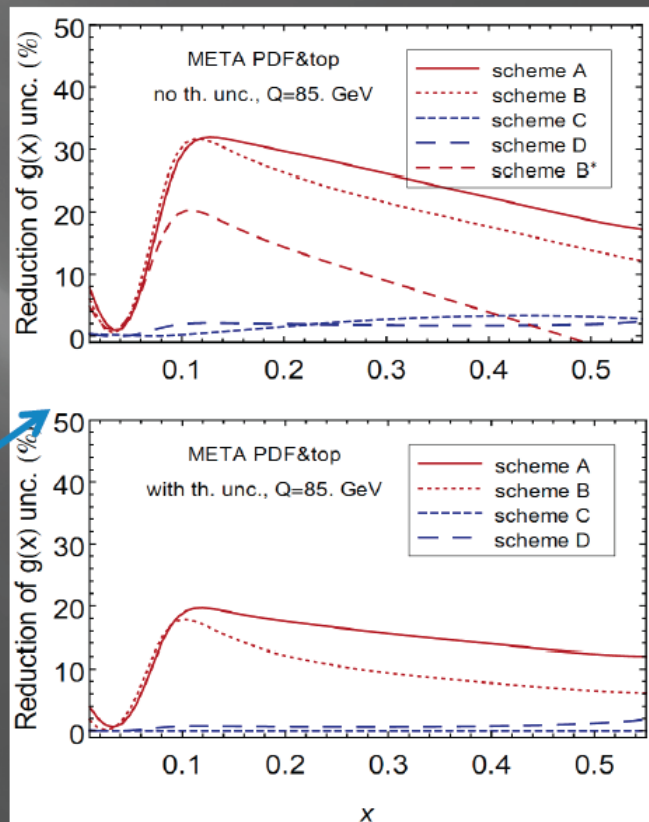 50
40
30
20
10
0
Reduction of g(x) unc. (%)
META PDF&top
no th. unc., Q=85. GeV
scheme A
scheme B
scheme C
scheme D
scheme B*
0.1 0.2 0.3 0.4 0.5
50
40
30
20
10
0
Reduction of g(x) unc. (%)
META PDF&top
with th. unc., Q=85. GeV
scheme A
scheme B
scheme C
scheme D
0.1 0.2 0.3 0.4 0.5
x